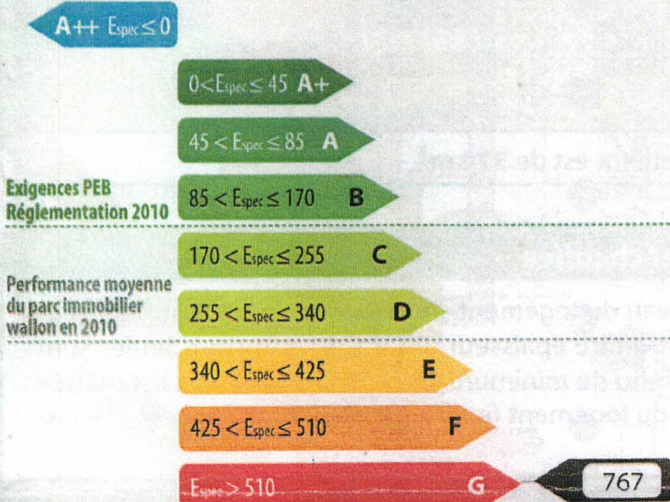 A++ Espec ≤ 0
0 < Espec ≤ 45 A+
45 < Espec ≤ 85 A
Exigences PEB
Réglementation 2010
85 < Espec ≤ 170 B
170 < Espec ≤ 255 C
Performance moyenne
du parc immobilier
wallon en 2010
255 < Espec ≤ 340 D
340 < Espec ≤ 425 E
425 < Espec ≤ 510 F
Espec > 510 G
767